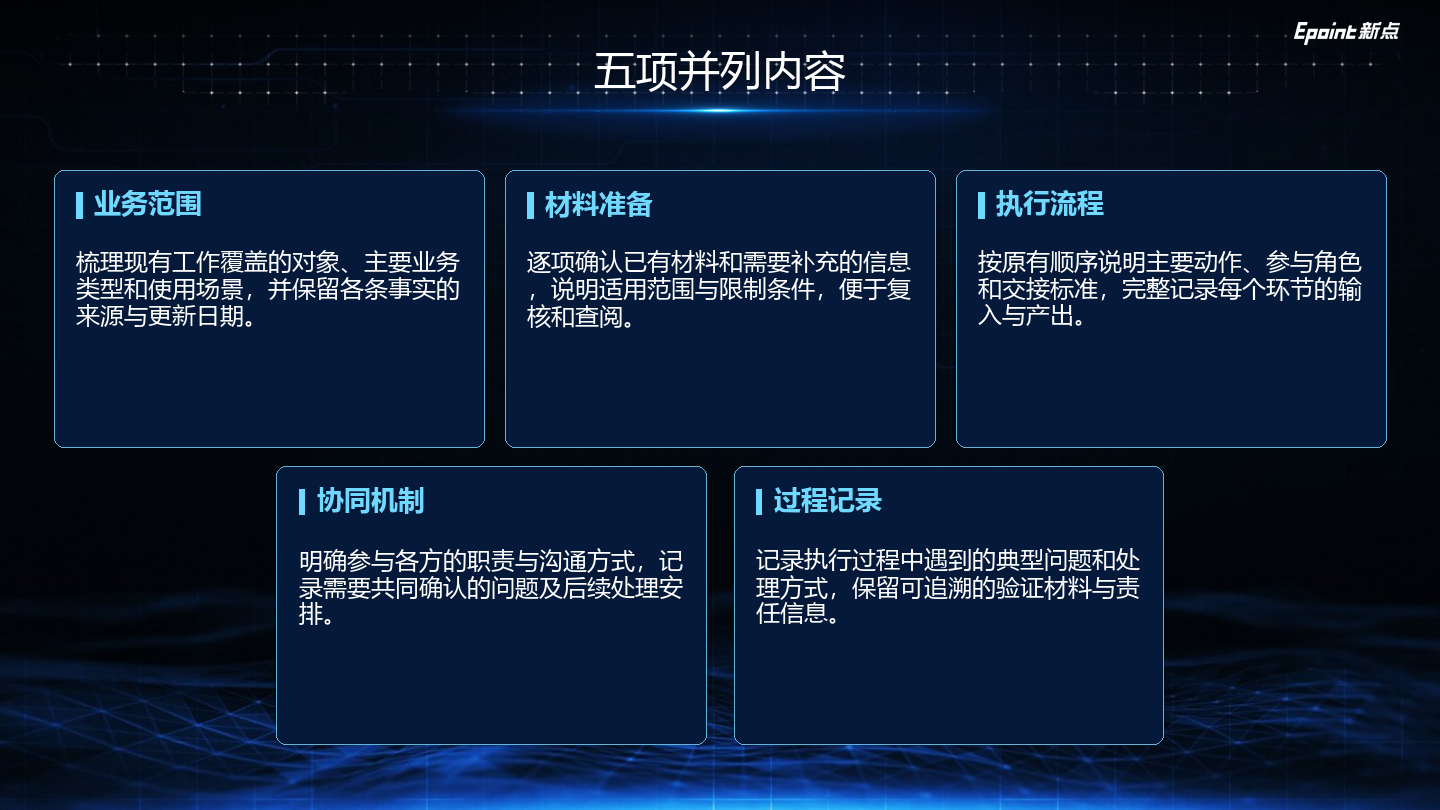 Epoint新点
五项并列内容
业务范围
梳理现有工作覆盖的对象、主要业务
类型和使用场景，并保留各条事实的
来源与更新日期。
材料准备
逐项确认已有材料和需要补充的信息
，说明适用范围与限制条件，便于复
核和查阅。
执行流程
按原有顺序说明主要动作、参与角色
和交接标准，完整记录每个环节的输
入与产出。
协同机制
明确参与各方的职责与沟通方式，记
录需要共同确认的问题及后续处理安
排。
过程记录
记录执行过程中遇到的典型问题和处
理方式，保留可追溯的验证材料与责
任信息。